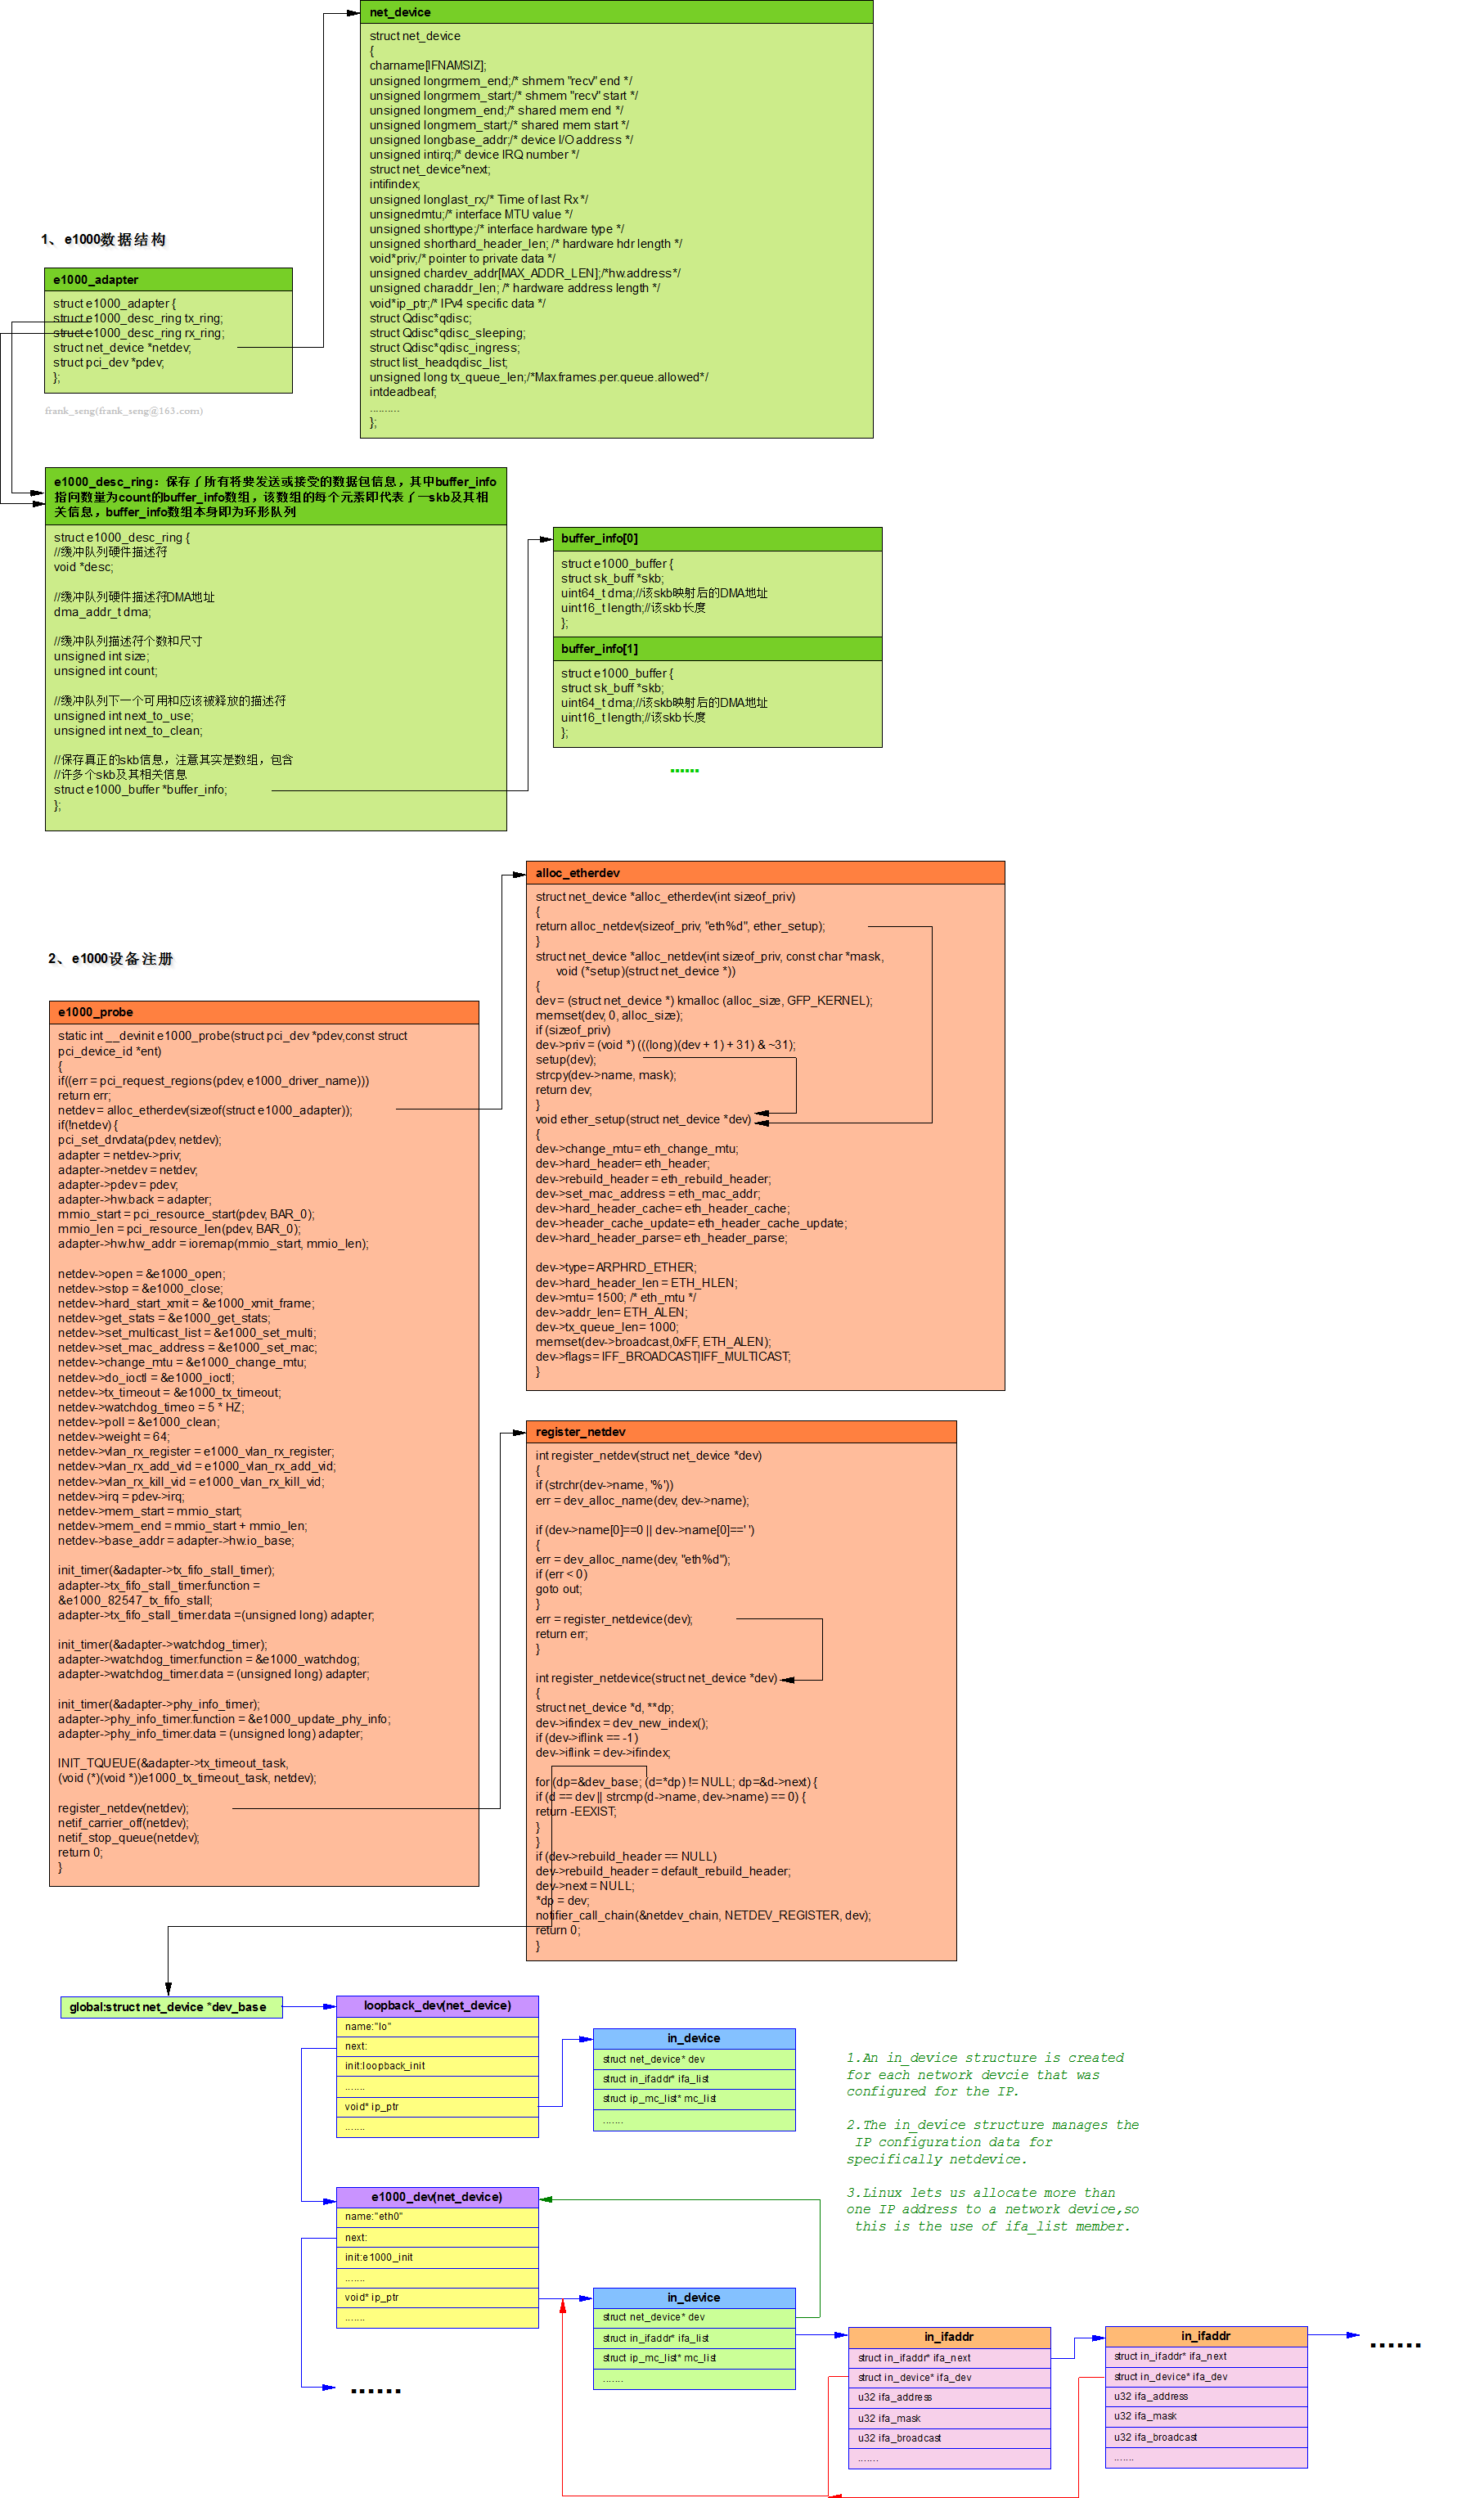 net_device
struct net_device
{
charname[IFNAMSIZ];
unsigned longrmem_end;/* shmem "recv" end */
unsigned longrmem_start;/* shmem "recv" start */
unsigned longmem_end;/* shared mem end */
unsigned longmem_start;/* shared mem start */
unsigned longbase_addr;/* device I/O address */
unsigned intirq;/* device IRQ number */
struct net_device*next;
intifindex;
unsigned longlast_rx;/* Time of last Rx */
unsignedmtu;/* interface MTU value */
unsigned shorttype;/* interface hardware type */
unsigned shorthard_header_len; /* hardware hdr length */
void*priv;/* pointer to private data */
unsigned chardev_addr[MAX_ADDR_LEN];/*hw.address*/
unsigned charaddr_len; /* hardware address length */
void*ip_ptr;/* IPv4 specific data */
struct Qdisc*qdisc;
struct Qdisc*qdisc_sleeping;
struct Qdisc*qdisc_ingress;
struct list_headqdisc_list;
unsigned long tx_queue_len;/*Max.frames.per.queue.allowed*/
intdeadbeaf;
..........
};
1、e1000数据结构
e1000_adapter
struct e1000_adapter {
struct e1000_desc_ring tx_ring;
struct e1000_desc_ring rx_ring;
struct net_device *netdev;
struct pci_dev *pdev;
};
frank_seng(frank_seng@163.com)
e1000_desc_ring：保存了所有将要发送或接受的数据包信息，其中buffer_info
指向数量为count的buffer_info数组，该数组的每个元素即代表了一skb及其相
关信息，buffer_info数组本身即为环形队列
struct e1000_desc_ring {
//缓冲队列硬件描述符
void *desc;
//缓冲队列硬件描述符DMA地址
dma_addr_t dma;
//缓冲队列描述符个数和尺寸
unsigned int size;
unsigned int count;
//缓冲队列下一个可用和应该被释放的描述符
unsigned int next_to_use;
unsigned int next_to_clean;
//保存真正的skb信息，注意其实是数组，包含
//许多个skb及其相关信息
struct e1000_buffer *buffer_info;
};
buffer_info[0]
struct e1000_buffer {
struct sk_buff *skb;
uint64_t dma;//该skb映射后的DMA地址
uint16_t length;//该skb长度
};
buffer_info[1]
struct e1000_buffer {
struct sk_buff *skb;
uint64_t dma;//该skb映射后的DMA地址
uint16_t length;//该skb长度
};
......
2、e1000设备注册
e1000_probe
static int __devinit e1000_probe(struct pci_dev *pdev,const struct
pci_device_id *ent)
{
if((err = pci_request_regions(pdev, e1000_driver_name)))
return err;
netdev = alloc_etherdev(sizeof(struct e1000_adapter));
if(!netdev) {
pci_set_drvdata(pdev, netdev);
adapter = netdev->priv;
adapter->netdev = netdev;
adapter->pdev = pdev;
adapter->hw.back = adapter;
mmio_start = pci_resource_start(pdev, BAR_0);
mmio_len = pci_resource_len(pdev, BAR_0);
adapter->hw.hw_addr = ioremap(mmio_start, mmio_len);
netdev->open = &e1000_open;
netdev->stop = &e1000_close;
netdev->hard_start_xmit = &e1000_xmit_frame;
netdev->get_stats = &e1000_get_stats;
netdev->set_multicast_list = &e1000_set_multi;
netdev->set_mac_address = &e1000_set_mac;
netdev->change_mtu = &e1000_change_mtu;
netdev->do_ioctl = &e1000_ioctl;
netdev->tx_timeout = &e1000_tx_timeout;
netdev->watchdog_timeo = 5 * HZ;
netdev->poll = &e1000_clean;
netdev->weight = 64;
netdev->vlan_rx_register = e1000_vlan_rx_register;
netdev->vlan_rx_add_vid = e1000_vlan_rx_add_vid;
netdev->vlan_rx_kill_vid = e1000_vlan_rx_kill_vid;
netdev->irq = pdev->irq;
netdev->mem_start = mmio_start;
netdev->mem_end = mmio_start + mmio_len;
netdev->base_addr = adapter->hw.io_base;
init_timer(&adapter->tx_fifo_stall_timer);
adapter->tx_fifo_stall_timer.function =
&e1000_82547_tx_fifo_stall;
adapter->tx_fifo_stall_timer.data =(unsigned long) adapter;
init_timer(&adapter->watchdog_timer);
adapter->watchdog_timer.function = &e1000_watchdog;
adapter->watchdog_timer.data = (unsigned long) adapter;
init_timer(&adapter->phy_info_timer);
adapter->phy_info_timer.function = &e1000_update_phy_info;
adapter->phy_info_timer.data = (unsigned long) adapter;
INIT_TQUEUE(&adapter->tx_timeout_task,
(void (*)(void *))e1000_tx_timeout_task, netdev);
register_netdev(netdev);
netif_carrier_off(netdev);
netif_stop_queue(netdev);
return 0;
}
alloc_etherdev
struct net_device *alloc_etherdev(int sizeof_priv)
{
return alloc_netdev(sizeof_priv, "eth%d", ether_setup);
}
struct net_device *alloc_netdev(int sizeof_priv, const char *mask,
void (*setup)(struct net_device *))
{
dev = (struct net_device *) kmalloc (alloc_size, GFP_KERNEL);
memset(dev, 0, alloc_size);
if (sizeof_priv)
dev->priv = (void *) (((long)(dev + 1) + 31) & ~31);
setup(dev);
strcpy(dev->name, mask);
return dev;
}
void ether_setup(struct net_device *dev)
{
dev->change_mtu= eth_change_mtu;
dev->hard_header= eth_header;
dev->rebuild_header = eth_rebuild_header;
dev->set_mac_address = eth_mac_addr;
dev->hard_header_cache= eth_header_cache;
dev->header_cache_update= eth_header_cache_update;
dev->hard_header_parse= eth_header_parse;
dev->type= ARPHRD_ETHER;
dev->hard_header_len = ETH_HLEN;
dev->mtu= 1500; /* eth_mtu */
dev->addr_len= ETH_ALEN;
dev->tx_queue_len= 1000;
memset(dev->broadcast,0xFF, ETH_ALEN);
dev->flags= IFF_BROADCAST|IFF_MULTICAST;
}
register_netdev
int register_netdev(struct net_device *dev)
{
if (strchr(dev->name, '%'))
err = dev_alloc_name(dev, dev->name);
if (dev->name[0]==0 || dev->name[0]==' ')
{
err = dev_alloc_name(dev, "eth%d");
if (err < 0)
goto out;
}
err = register_netdevice(dev);
return err;
}
int register_netdevice(struct net_device *dev)
{
struct net_device *d, **dp;
dev->ifindex = dev_new_index();
if (dev->iflink == -1)
dev->iflink = dev->ifindex;
for (dp=&dev_base; (d=*dp) != NULL; dp=&d->next) {
if (d == dev || strcmp(d->name, dev->name) == 0) {
return -EEXIST;
}
}
if (dev->rebuild_header == NULL)
dev->rebuild_header = default_rebuild_header;
dev->next = NULL;
*dp = dev;
notifier_call_chain(&netdev_chain, NETDEV_REGISTER, dev);
return 0;
}
global:struct net_device *dev_base
loopback_dev(net_device)
name:"lo"
next:
init:loopback_init
.......
void* ip_ptr
.......
in_device
struct net_device* dev
struct in_ifaddr* ifa_list
struct ip_mc_list* mc_list
.......
1.An in_device structure is created
for each network devcie that was
configured for the IP.
2.The in_device structure manages the
IP configuration data for
specifically netdevice.
3.Linux lets us allocate more than
one IP address to a network device,so
this is the use of ifa_list member.
e1000_dev(net_device)
name:"eth0"
next:
init:e1000_init
.......
void* ip_ptr
.......
......
in_device
struct net_device* dev
struct in_ifaddr* ifa_list
struct ip_mc_list* mc_list
.......
in_ifaddr
struct in_ifaddr* ifa_next
struct in_device* ifa_dev
u32 ifa_address
u32 ifa_mask
u32 ifa_broadcast
.......
in_ifaddr
struct in_ifaddr* ifa_next
struct in_device* ifa_dev
u32 ifa_address
u32 ifa_mask
u32 ifa_broadcast
.......
......